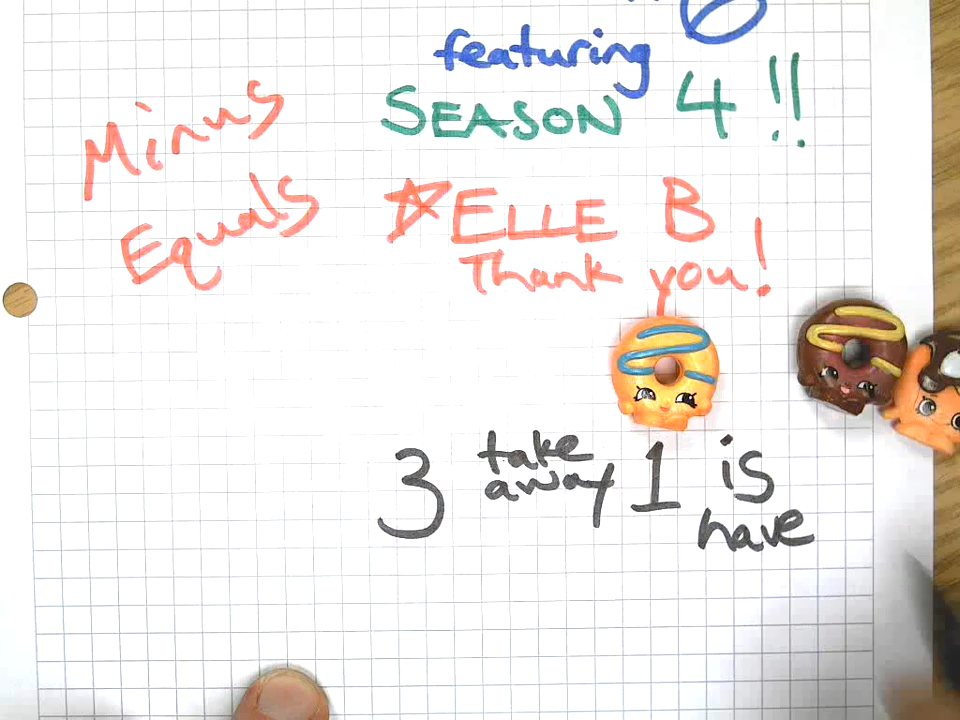 featuring
SEASON 4 !!
Minus
Equals
ELLE B
Thank you!
3 take away 1 is
have